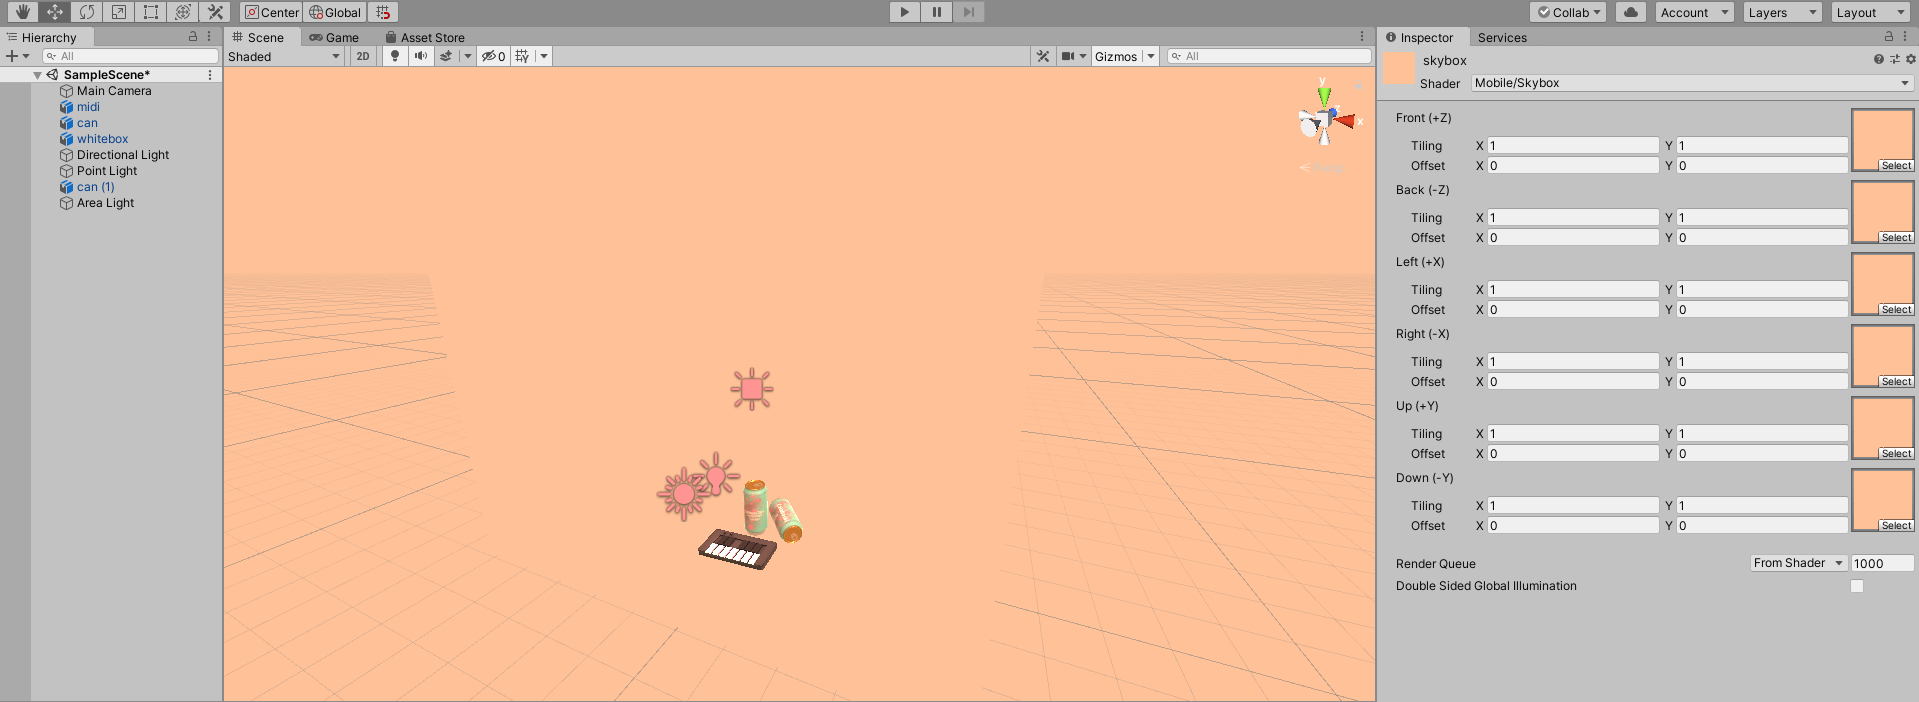 Center
Global
Collab
Account
Layers
Layout
Hierarchy
Scene
Game
Asset Store
Inspector
Services
All
Shaded
2D
0
Gizmos
All
SampleScene*
Main Camera
midi
can
whitebox
Directional Light
Point Light
can (1)
Area Light
y
x
skybox
Shader
Mobile/Skybox
Front (+Z)
Tiling X 1 Y 1
Offset X 0 Y 0
Select
Back (-Z)
Tiling X 1 Y 1
Offset X 0 Y 0
Select
Left (+X)
Tiling X 1 Y 1
Offset X 0 Y 0
Select
Right (-X)
Tiling X 1 Y 1
Offset X 0 Y 0
Select
Up (+Y)
Tiling X 1 Y 1
Offset X 0 Y 0
Select
Down (-Y)
Tiling X 1 Y 1
Offset X 0 Y 0
Select
Render Queue From Shader 1000
Double Sided Global Illumination